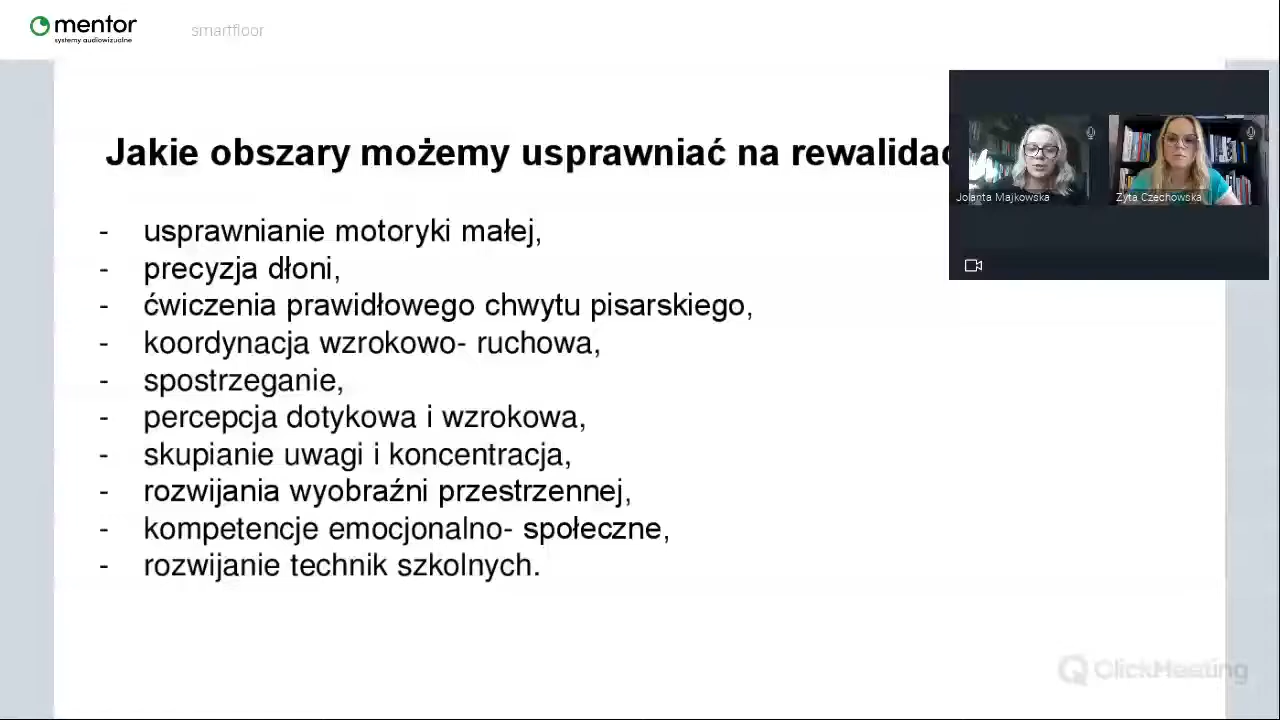 mentor
systemy audiowizualne
smartfloor
Jakie obszary możemy usprawniać na
Jolanta Majkowska
Zyta Czechowska
- usprawnianie motoryki małej,
- precyzja dłoni,
- ćwiczenia prawidłowego chwytu pisarskiego,
- koordynacja wzrokowo- ruchowa,
- spostrzeganie,
- percepcja dotykowa i wzrokowa,
- skupianie uwagi i koncentracja,
- rozwijania wyobraźni przestrzennej,
- kompetencje emocjonalno- społeczne,
- rozwijanie technik szkolnych.
ClickMeeting